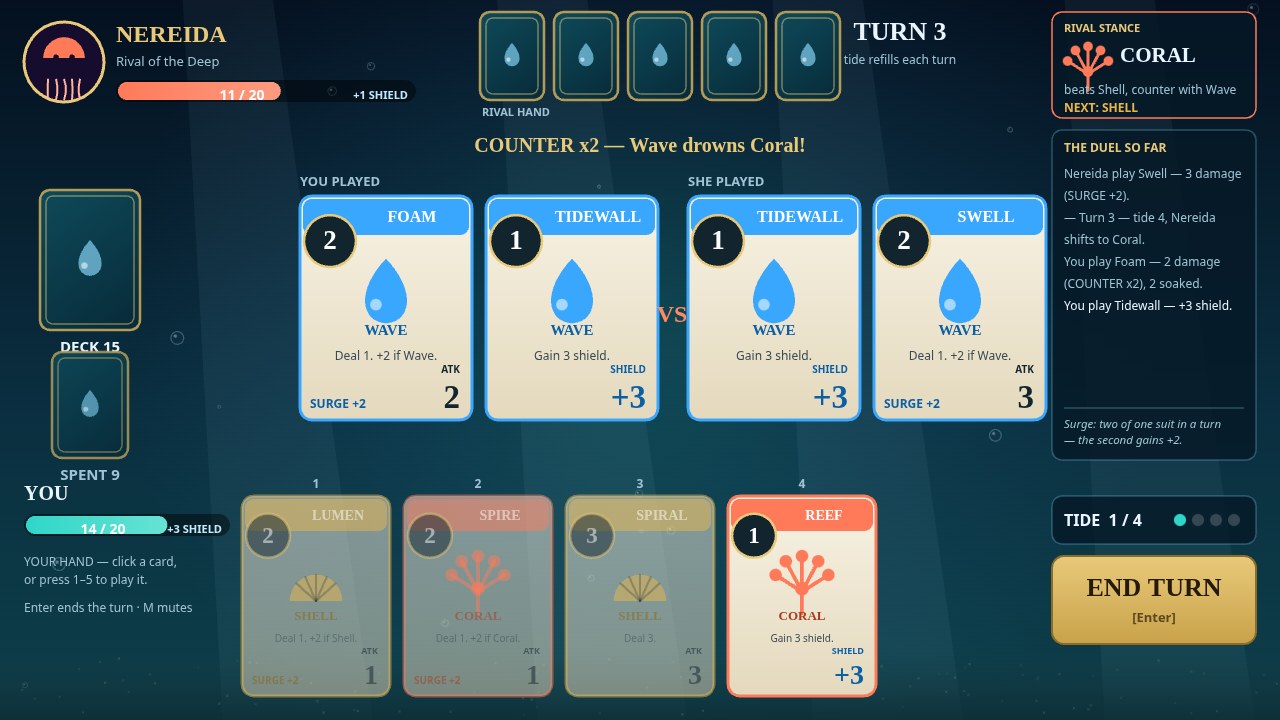 NEREIDA
Rival of the Deep
11 / 20
+1 SHIELD
RIVAL HAND
TURN 3
tide refills each turn
RIVAL STANCE
CORAL
beats Shell, counter with Wave
NEXT: SHELL
COUNTER x2 — Wave drowns Coral!
YOU PLAYED
SHE PLAYED
FOAM
2
WAVE
Deal 1. +2 if Wave.
ATK
SURGE +2
2
TIDEWALL
1
WAVE
Gain 3 shield.
SHIELD
+3
VS
TIDEWALL
1
WAVE
Gain 3 shield.
SHIELD
+3
SWELL
2
WAVE
Deal 1. +2 if Wave.
ATK
SURGE +2
3
THE DUEL SO FAR
Nereida play Swell — 3 damage
(SURGE +2).
— Turn 3 — tide 4, Nereida
shifts to Coral.
You play Foam — 2 damage
(COUNTER x2), 2 soaked.
You play Tidewall — +3 shield.
Surge: two of one suit in a turn
— the second gains +2.
DECK 15
SPENT 9
YOU
14 / 20
+3 SHIELD
YOUR HAND — click a card,
or press 1–5 to play it.
Enter ends the turn · M mutes
1
LUMEN
2
SHELL
Deal 1. +2 if Shell.
ATK
SURGE +2
1
2
SPIRE
2
CORAL
Deal 1. +2 if Coral.
ATK
SURGE +2
1
3
SPIRAL
3
SHELL
Deal 3.
ATK
3
4
REEF
1
CORAL
Gain 3 shield.
SHIELD
+3
TIDE 1 / 4
END TURN
[Enter]